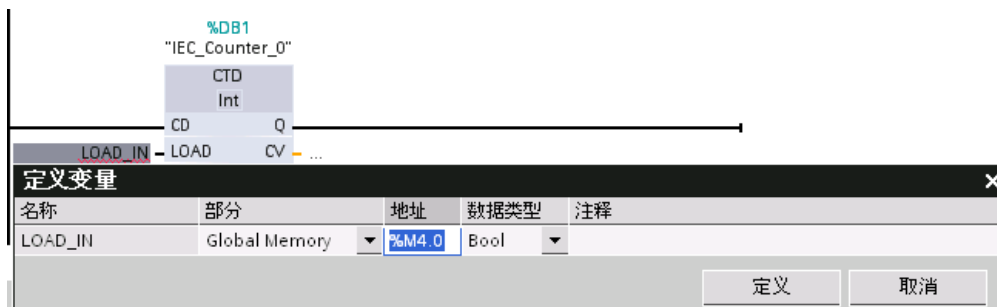 %DB1
"IEC_Counter_0"
CTD
Int
CD Q
LOAD_IN LOAD CV ...
定义变量
名称 部分 地址 数据类型 注释
LOAD_IN Global Memory %M4.0 Bool
定义 取消